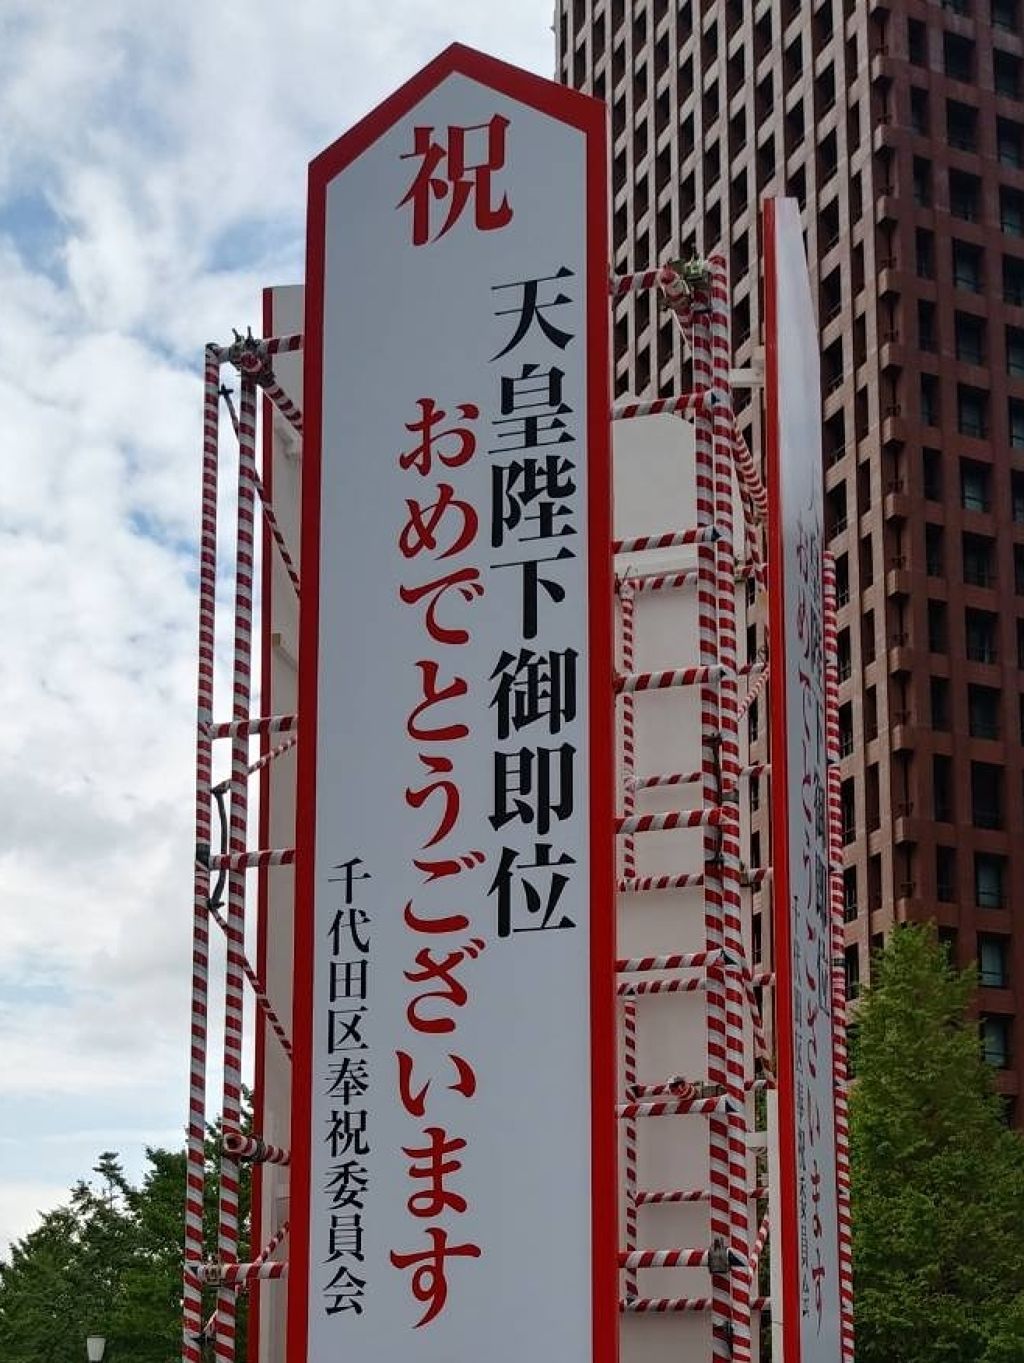 祝
天皇陛下御即位
おめでとうございます
千代田区奉祝委員会